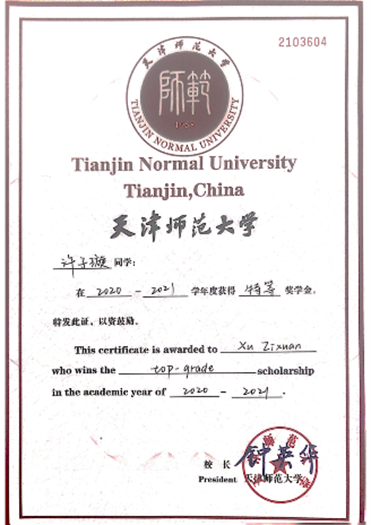 2103604
天津师范大学
師範
1958
TIANJIN NORMAL UNIVERSITY
Tianjin Normal University
Tianjin,China
天津师范大学
许子璇 同学:
在 2020 - 2021 学年度获得 特等 奖学金。
特发此证，以资鼓励。
This certificate is awarded to Xu Zixuan
who wins the top-grade scholarship
in the academic year of 2020 - 2021 .
校 长
President 天津师范大学